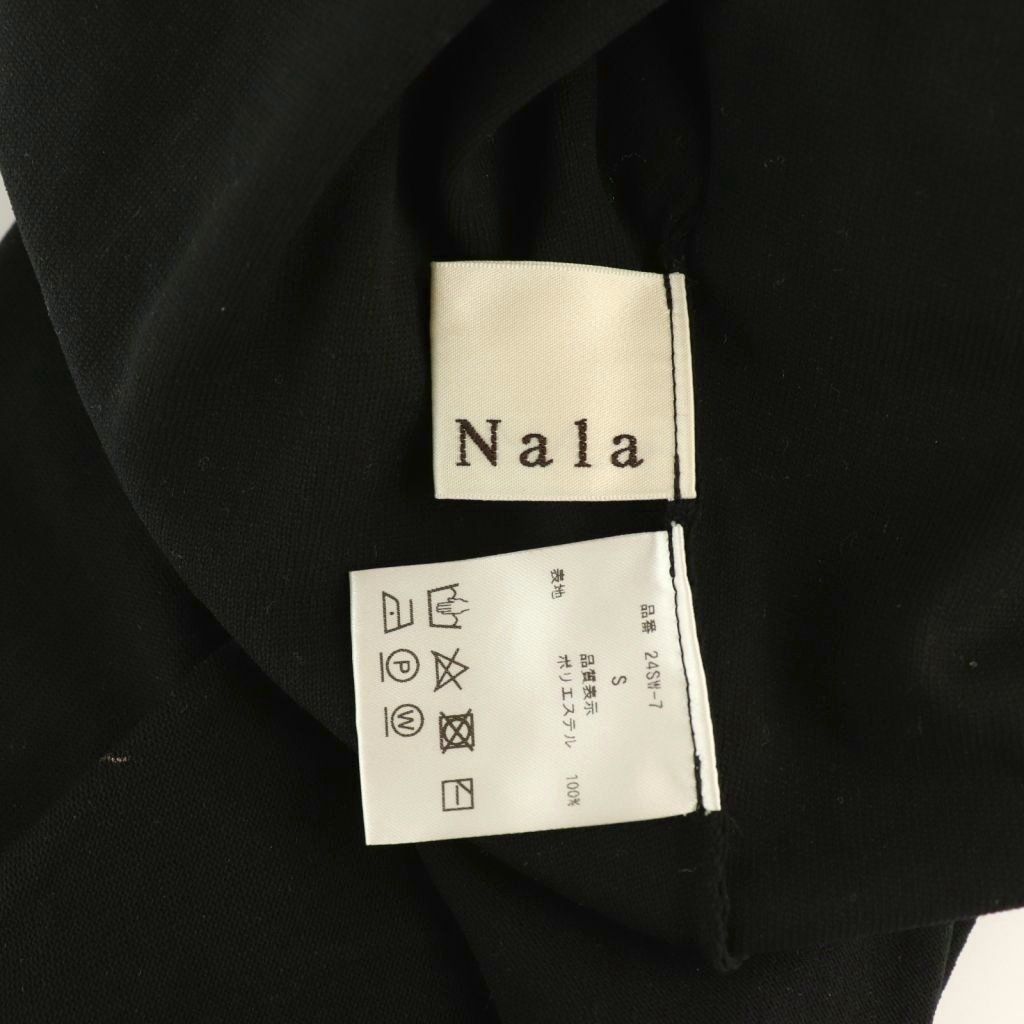 Nala
品番 24SW-7
S
品質表示
表地 ポリエステル 100%
P
W